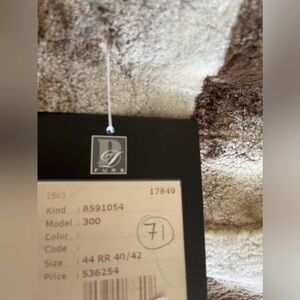 D
FURS
2865 17849
Kind : 8591054
Model : 300
Color :
Code :
Size : 44 RR 40/42
Price : 536254
71